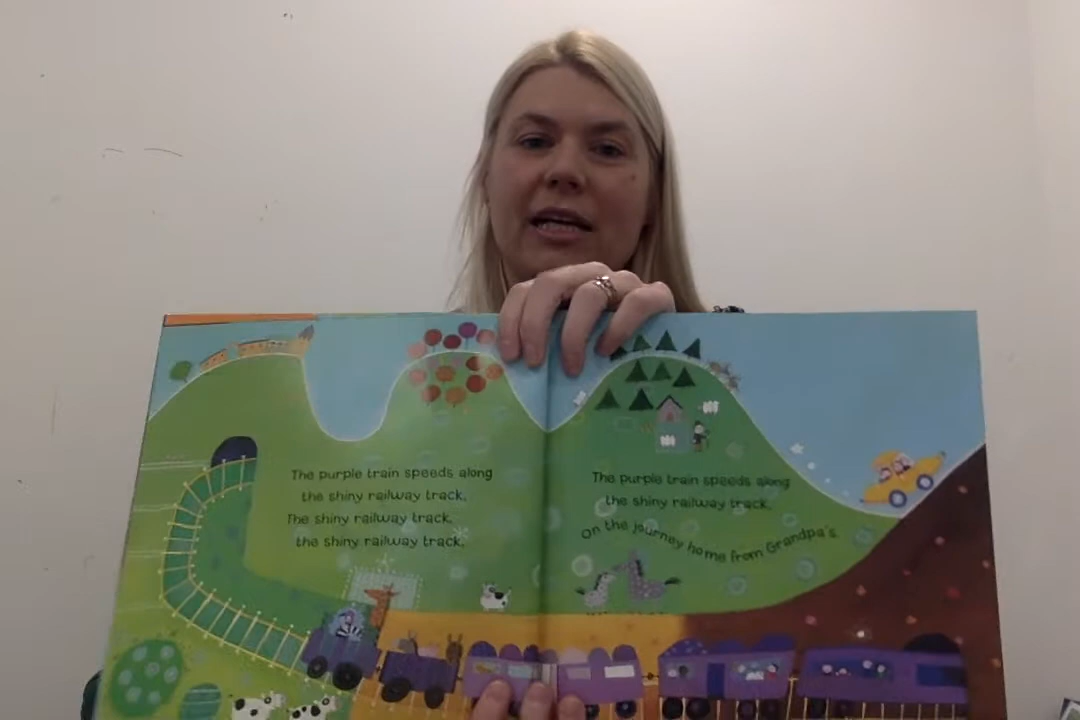 The purple train speeds along
the shiny railway track,
The shiny railway track,
the shiny railway track,
The purple train speeds along
the shiny railway track,
On the journey home from Grandpa's.